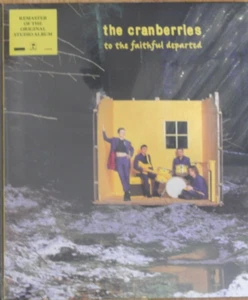 REMASTER
OF THE
ORIGINAL
STUDIO ALBUM
the cranberries
to the faithful departed